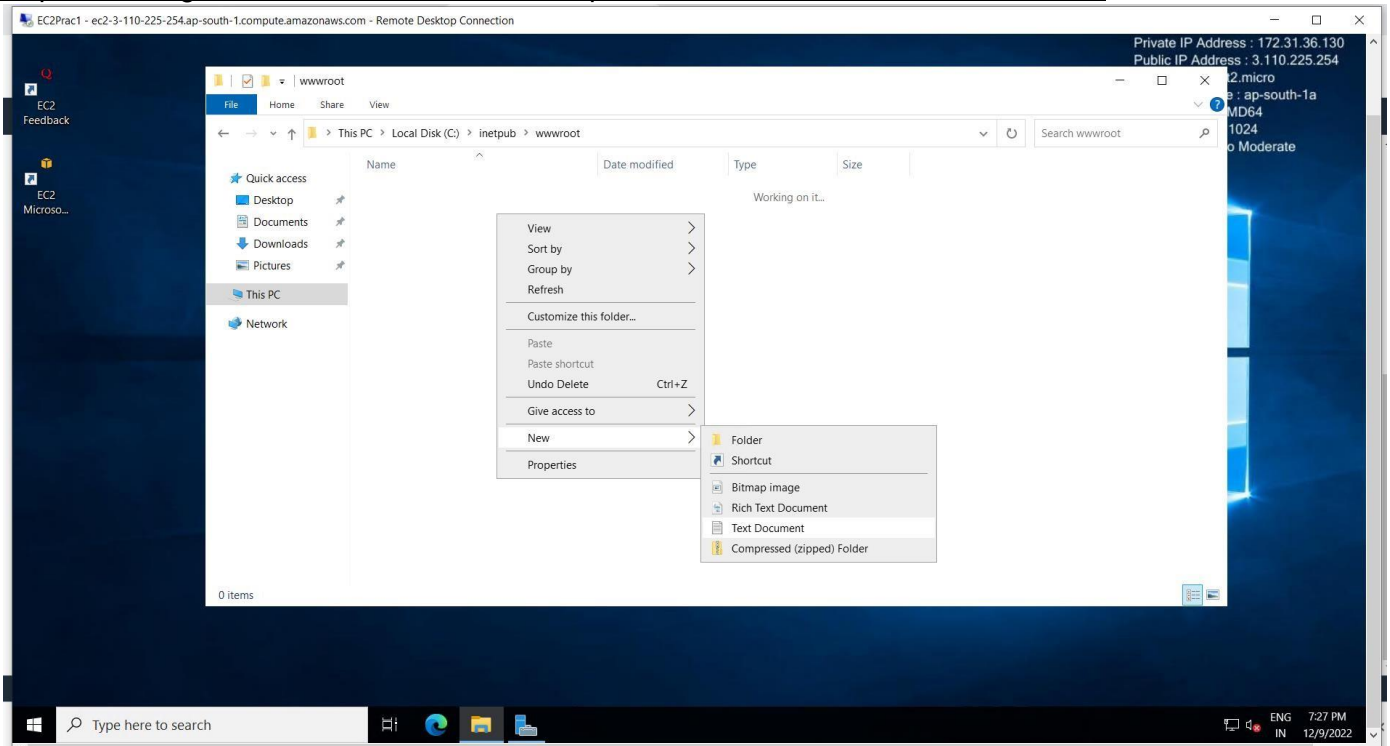 EC2Prac1 - ec2-3-110-225-254.ap-south-1.compute.amazonaws.com - Remote Desktop Connection
Private IP Address : 172.31.36.130
Public IP Address : 3.110.225.254
t2.micro
e : ap-south-1a
MD64
1024
o Moderate
EC2
Feedback
EC2
Microso...
wwwroot
File Home Share View
This PC > Local Disk (C:) > inetpub > wwwroot
Search wwwroot
Name Date modified Type Size
Working on it...
Quick access
Desktop
Documents
Downloads
Pictures
This PC
Network
View
Sort by
Group by
Refresh
Customize this folder...
Paste
Paste shortcut
Undo Delete Ctrl+Z
Give access to
New
Properties
Folder
Shortcut
Bitmap image
Rich Text Document
Text Document
Compressed (zipped) Folder
0 items
Type here to search
ENG 7:27 PM
IN 12/9/2022